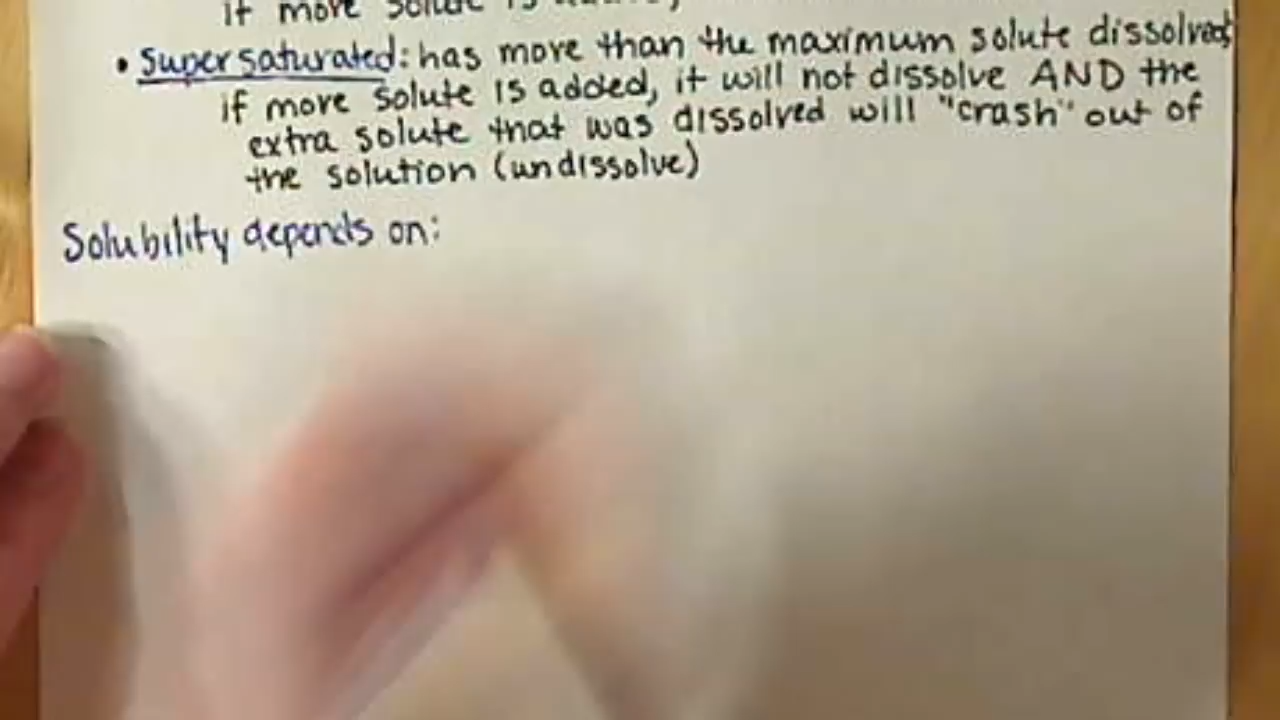 if more solute is added,
• Supersaturated: has more than the maximum solute dissolved;
if more solute is added, it will not dissolve AND the
extra solute that was dissolved will "crash" out of
the solution (undissolve)
Solubility depends on: